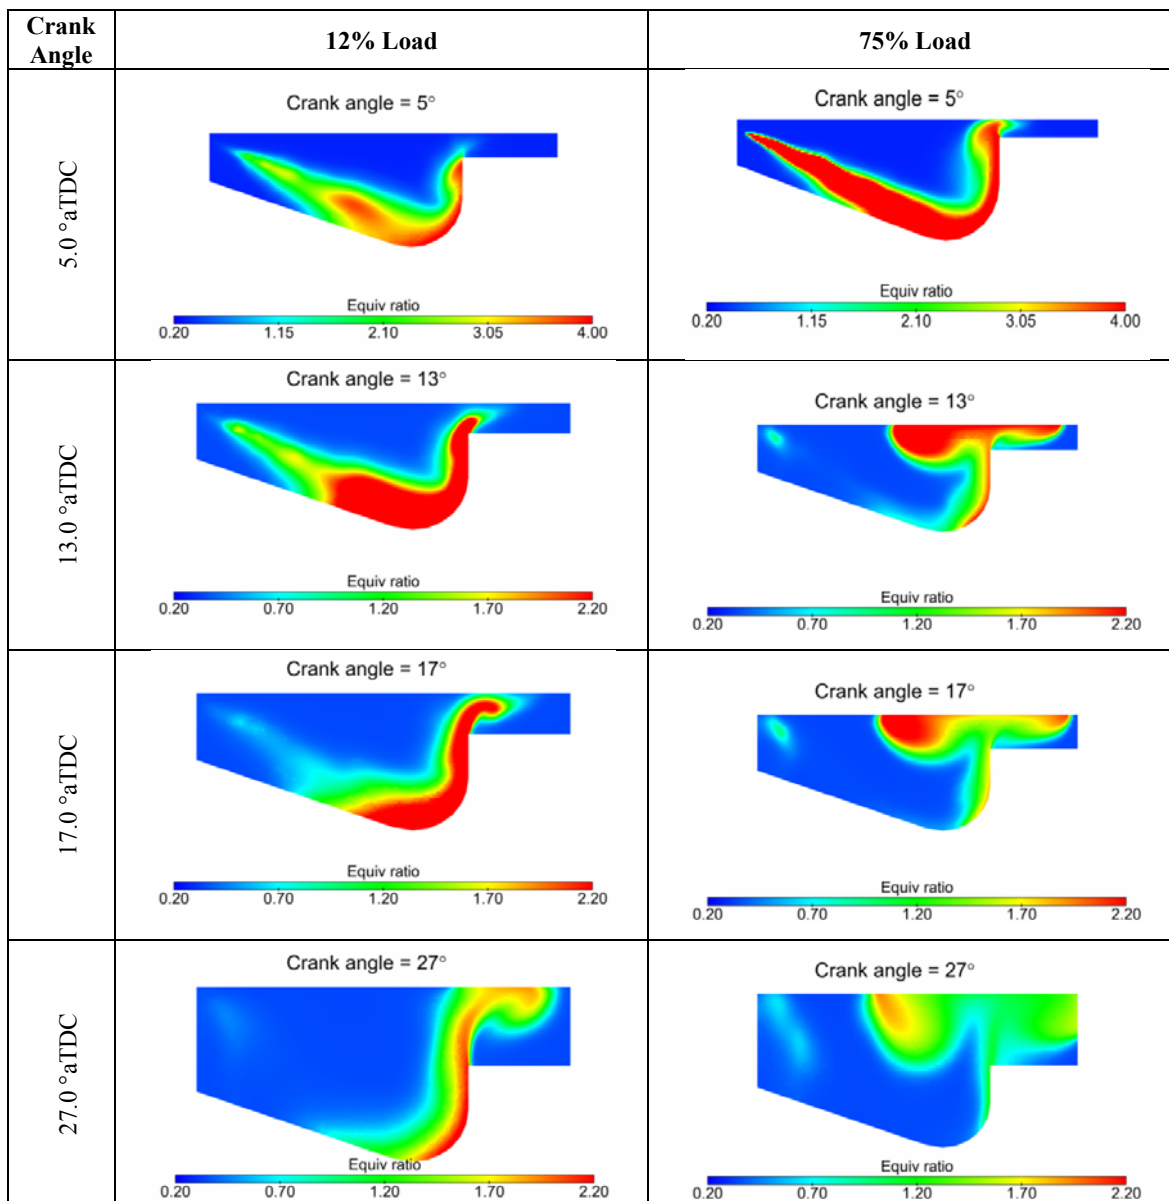 Crank Angle
12% Load
75% Load
5.0 °aTDC
Crank angle = 5°
Equiv ratio
0.20 1.15 2.10 3.05 4.00
Crank angle = 5°
Equiv ratio
0.20 1.15 2.10 3.05 4.00
13.0 °aTDC
Crank angle = 13°
Equiv ratio
0.20 0.70 1.20 1.70 2.20
Crank angle = 13°
Equiv ratio
0.20 0.70 1.20 1.70 2.20
17.0 °aTDC
Crank angle = 17°
Equiv ratio
0.20 0.70 1.20 1.70 2.20
Crank angle = 17°
Equiv ratio
0.20 0.70 1.20 1.70 2.20
27.0 °aTDC
Crank angle = 27°
Equiv ratio
0.20 0.70 1.20 1.70 2.20
Crank angle = 27°
Equiv ratio
0.20 0.70 1.20 1.70 2.20